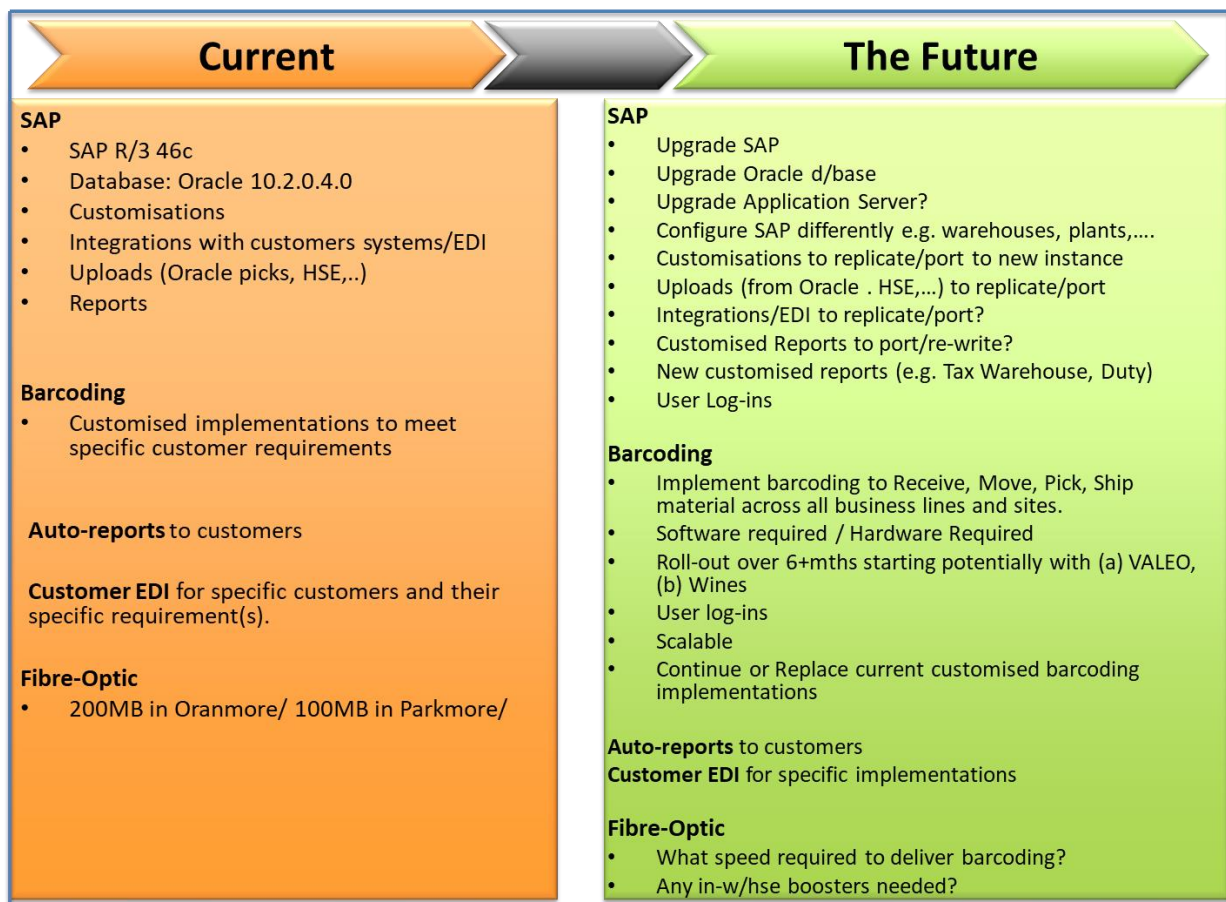 Current
The Future
SAP
• SAP R/3 46c
• Database: Oracle 10.2.0.4.0
• Customisations
• Integrations with customers systems/EDI
• Uploads (Oracle picks, HSE,..)
• Reports
Barcoding
• Customised implementations to meet
specific customer requirements
Auto-reports to customers
Customer EDI for specific customers and their
specific requirement(s).
Fibre-Optic
• 200MB in Oranmore/ 100MB in Parkmore/
SAP
• Upgrade SAP
• Upgrade Oracle d/base
• Upgrade Application Server?
• Configure SAP differently e.g. warehouses, plants,....
• Customisations to replicate/port to new instance
• Uploads (from Oracle . HSE,...) to replicate/port
• Integrations/EDI to replicate/port?
• Customised Reports to port/re-write?
• New customised reports (e.g. Tax Warehouse, Duty)
• User Log-ins
Barcoding
• Implement barcoding to Receive, Move, Pick, Ship
material across all business lines and sites.
• Software required / Hardware Required
• Roll-out over 6+mths starting potentially with (a) VALEO,
(b) Wines
• User log-ins
• Scalable
• Continue or Replace current customised barcoding
implementations
Auto-reports to customers
Customer EDI for specific implementations
Fibre-Optic
• What speed required to deliver barcoding?
• Any in-w/hse boosters needed?